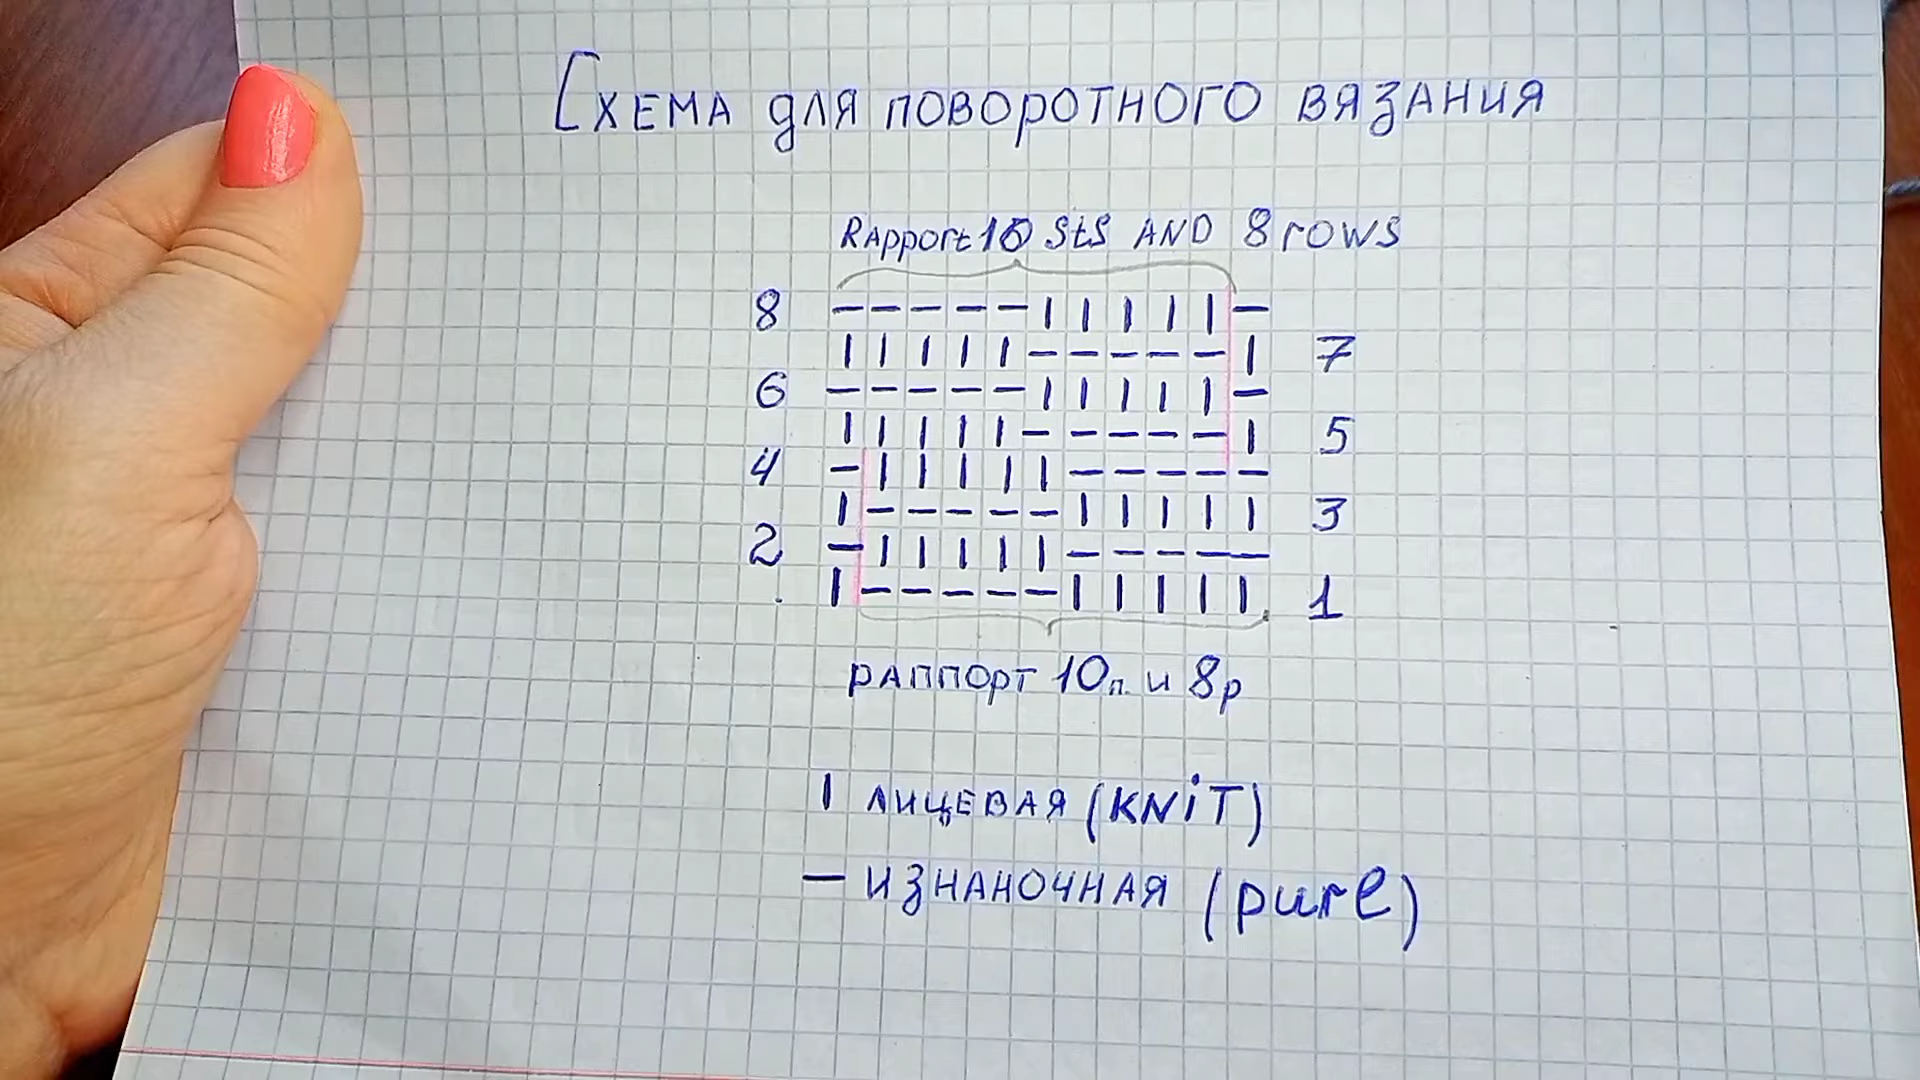 Схема для поворотного вязания
Rapport 10 sts AND 8 rows
8 — — — — — | | | | | —
| | | | | — — — — — | 7
6 — — — — — | | | | | —
| | | | | — — — — — | 5
4 — | | | | | — — — — —
| — — — — — | | | | | 3
2 — | | | | | — — — — —
| — — — — — | | | | | 1
раппорт 10п. и 8р
| лицевая (KNiT)
— изнаночная (pure)